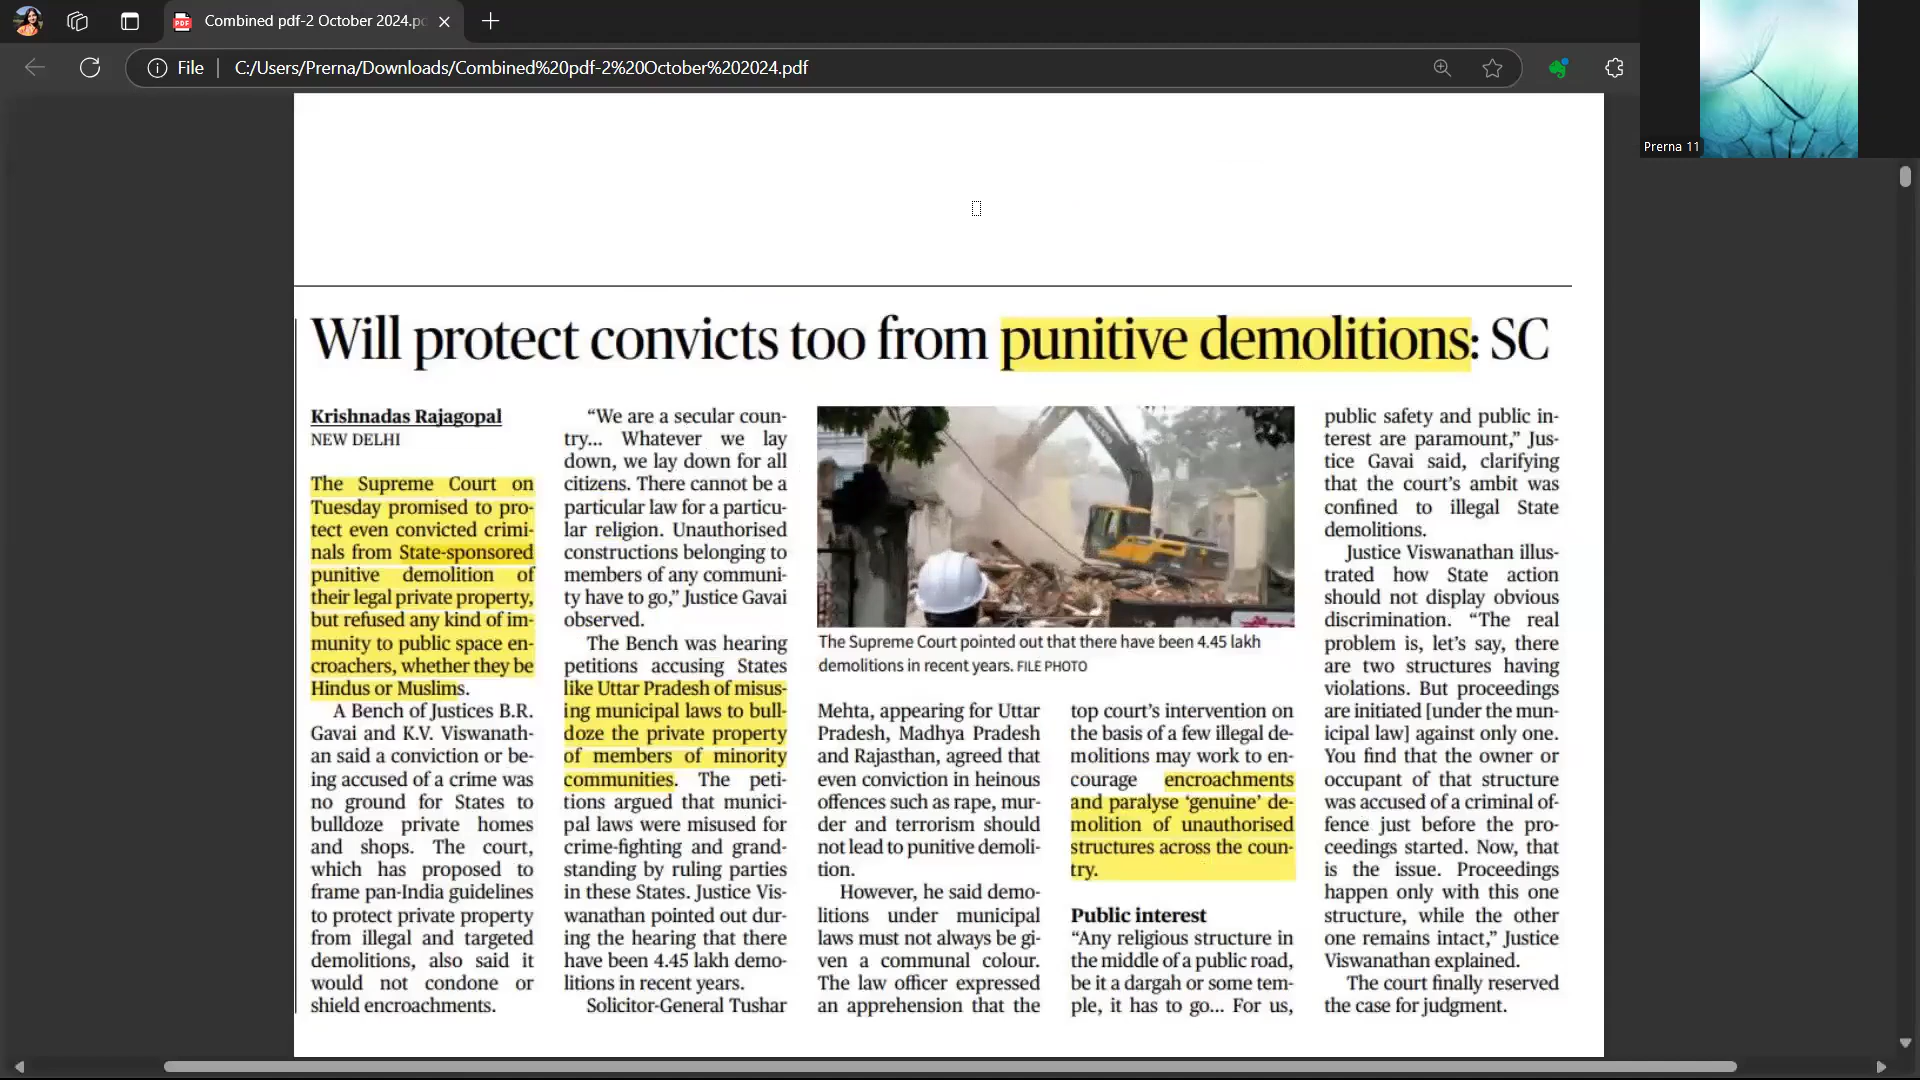 Combined pdf-2 October 2024.pc
File
C:/Users/Prerna/Downloads/Combined%20pdf-2%20October%202024.pdf
Prerna 11
Will protect convicts too from punitive demolitions: SC
Krishnadas Rajagopal
NEW DELHI
The Supreme Court on
Tuesday promised to pro-
tect even convicted crimi-
nals from State-sponsored
punitive demolition of
their legal private property,
but refused any kind of im-
munity to public space en-
croachers, whether they be
Hindus or Muslims.
A Bench of Justices B.R.
Gavai and K.V. Viswanath-
an said a conviction or be-
ing accused of a crime was
no ground for States to
bulldoze private homes
and shops. The court,
which has proposed to
frame pan-India guidelines
to protect private property
from illegal and targeted
demolitions, also said it
would not condone or
shield encroachments.
“We are a secular coun-
try... Whatever we lay
down, we lay down for all
citizens. There cannot be a
particular law for a particu-
lar religion. Unauthorised
constructions belonging to
members of any communi-
ty have to go,” Justice Gavai
observed.
The Bench was hearing
petitions accusing States
like Uttar Pradesh of misus-
ing municipal laws to bull-
doze the private property
of members of minority
communities. The peti-
tions argued that munici-
pal laws were misused for
crime-fighting and grand-
standing by ruling parties
in these States. Justice Vis-
wanathan pointed out dur-
ing the hearing that there
have been 4.45 lakh demo-
litions in recent years.
Solicitor-General Tushar
The Supreme Court pointed out that there have been 4.45 lakh
demolitions in recent years. FILE PHOTO
Mehta, appearing for Uttar
Pradesh, Madhya Pradesh
and Rajasthan, agreed that
even conviction in heinous
offences such as rape, mur-
der and terrorism should
not lead to punitive demoli-
tion.
However, he said demo-
litions under municipal
laws must not always be gi-
ven a communal colour.
The law officer expressed
an apprehension that the
top court’s intervention on
the basis of a few illegal de-
molitions may work to en-
courage encroachments
and paralyse ‘genuine’ de-
molition of unauthorised
structures across the coun-
try.
Public interest
“Any religious structure in
the middle of a public road,
be it a dargah or some tem-
ple, it has to go... For us,
public safety and public in-
terest are paramount,” Jus-
tice Gavai said, clarifying
that the court’s ambit was
confined to illegal State
demolitions.
Justice Viswanathan illus-
trated how State action
should not display obvious
discrimination. “The real
problem is, let’s say, there
are two structures having
violations. But proceedings
are initiated [under the mun-
icipal law] against only one.
You find that the owner or
occupant of that structure
was accused of a criminal of-
fence just before the pro-
ceedings started. Now, that
is the issue. Proceedings
happen only with this one
structure, while the other
one remains intact,” Justice
Viswanathan explained.
The court finally reserved
the case for judgment.